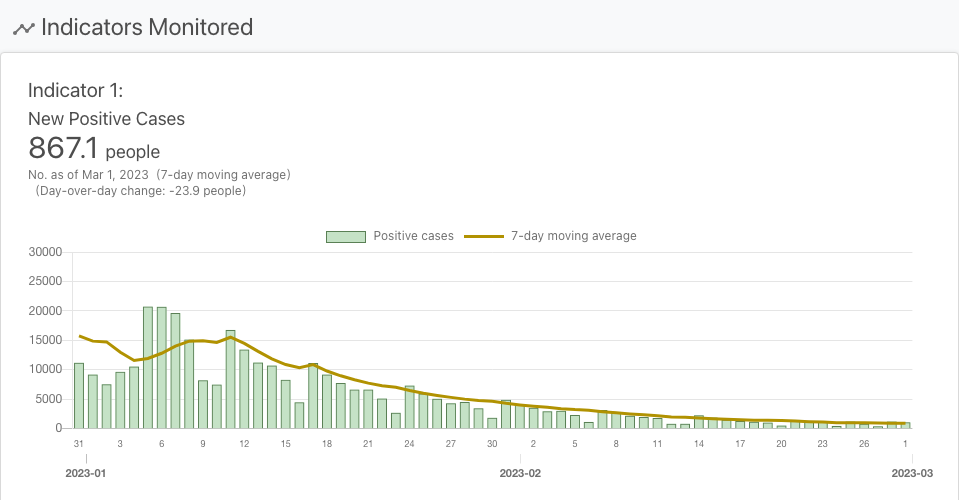 Indicators Monitored
Indicator 1:
New Positive Cases
867.1 people
No. as of Mar 1, 2023 (7-day moving average)
(Day-over-day change: -23.9 people)
Positive cases 7-day moving average
30000
25000
20000
15000
10000
5000
0
31 3 6 9 12 15 18 21 24 27 30 2 5 8 11 14 17 20 23 26 1
2023-01 2023-02 2023-03